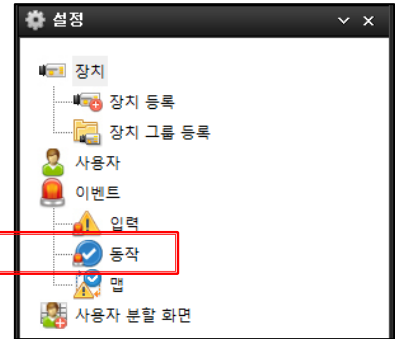 설정
장치
장치 등록
장치 그룹 등록
사용자
이벤트
입력
동작
맵
사용자 분할 화면